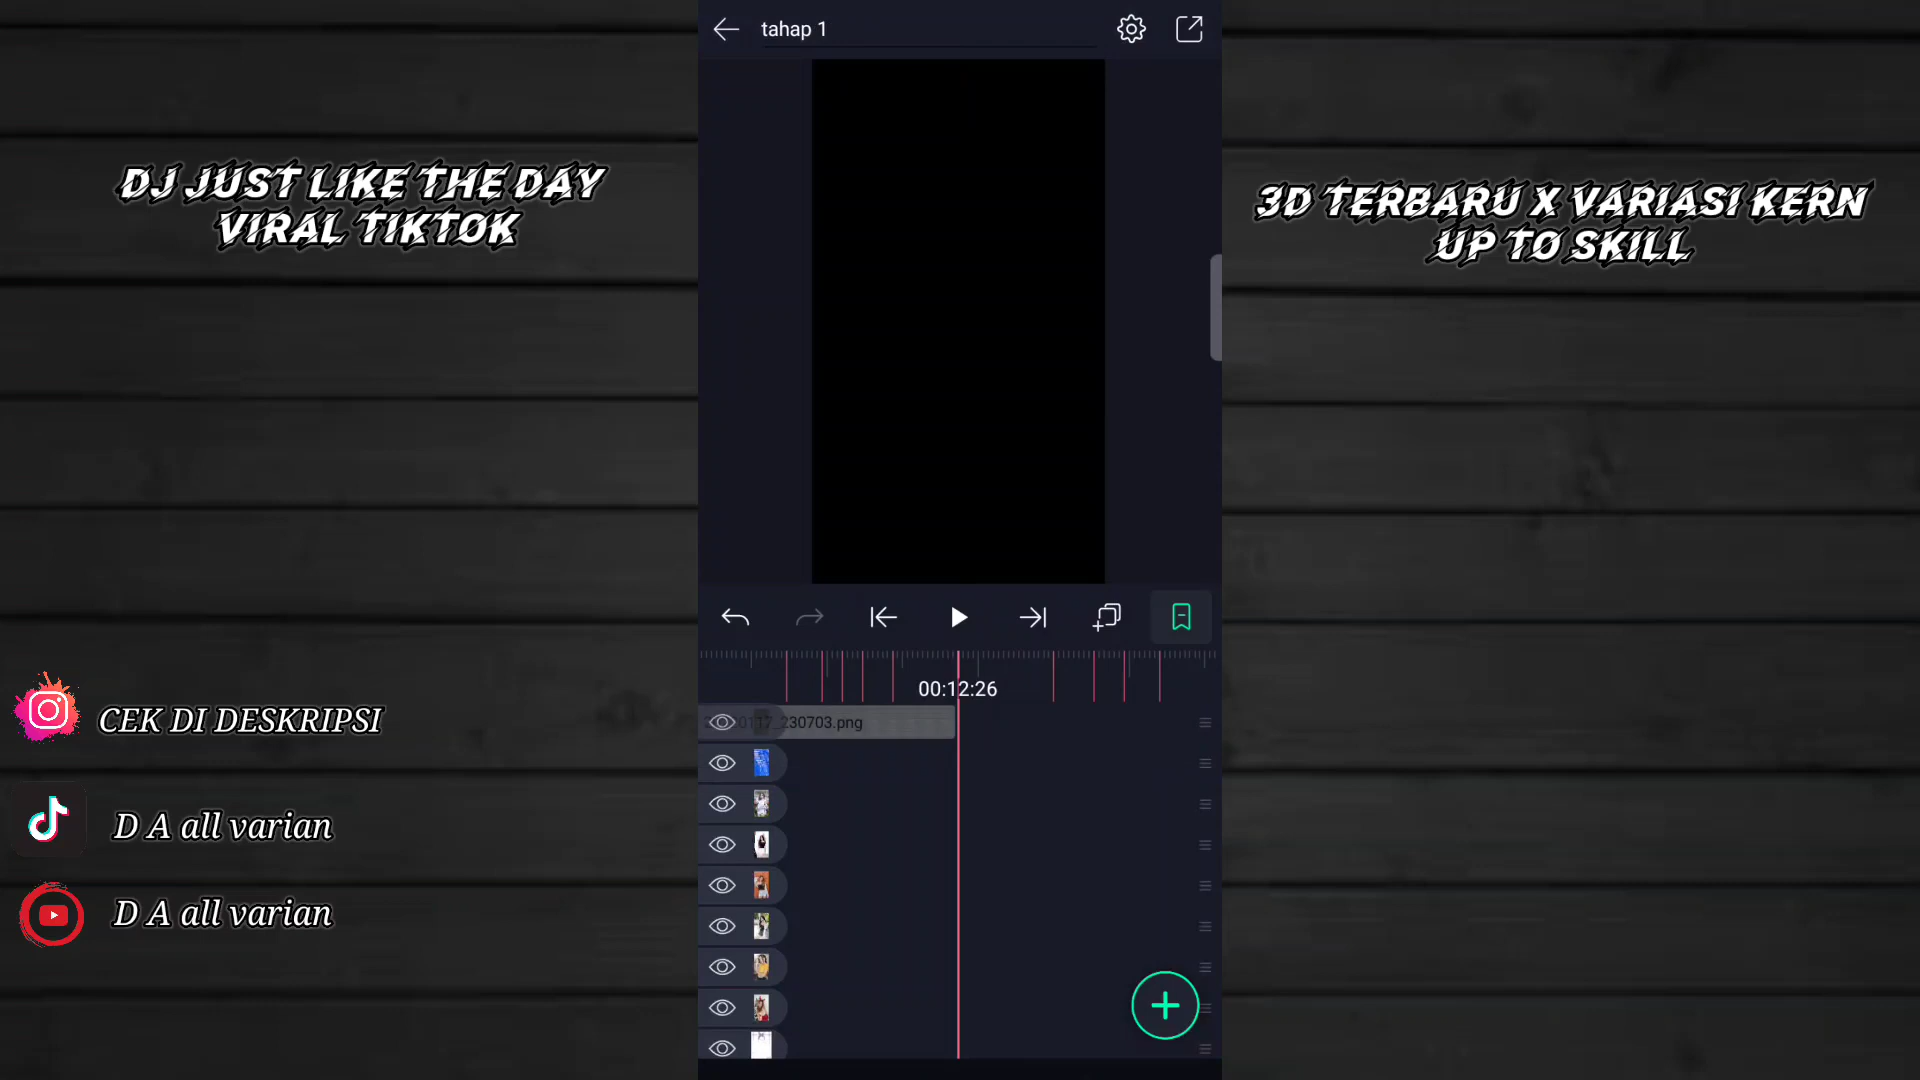 tahap 1
DJ JUST LIKE THE DAY
VIRAL TIKTOK
3D TERBARU X VARIASI KERN
UP TO SKILL
00:12:26
230703.png
CEK DI DESKRIPSI
D A all varian
D A all varian